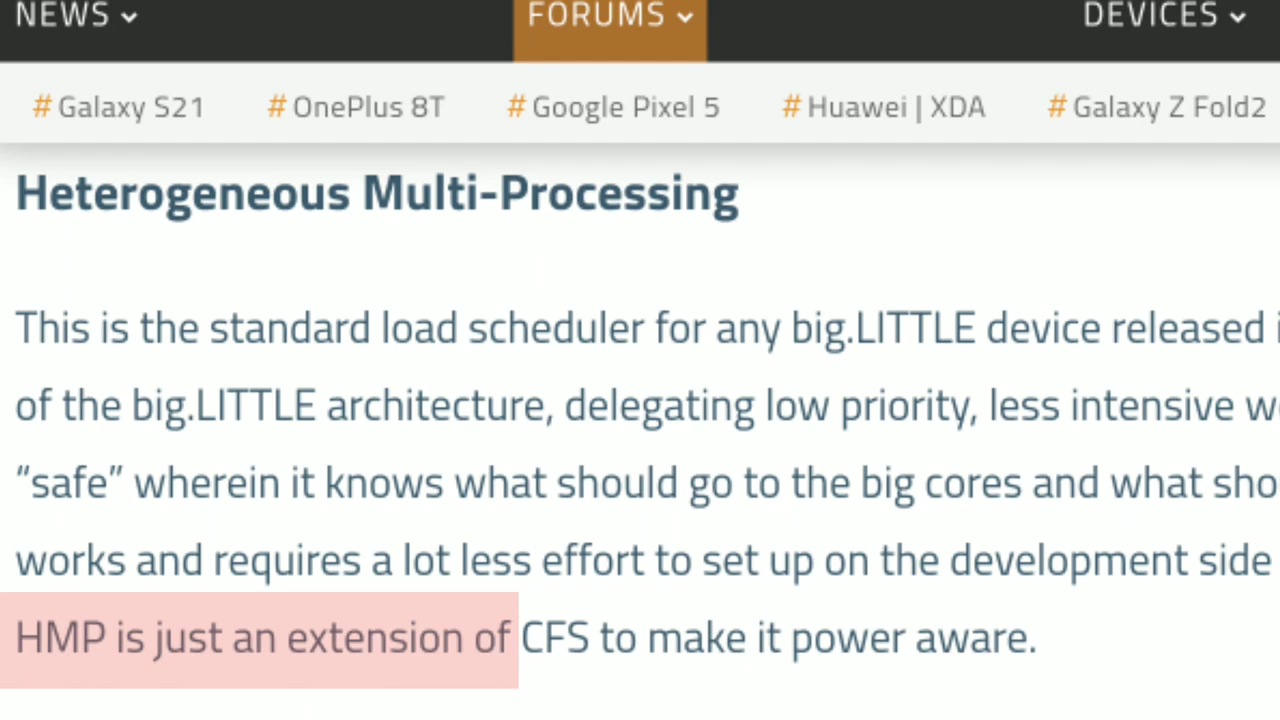 NEWS FORUMS DEVICES
# Galaxy S21 # OnePlus 8T # Google Pixel 5 # Huawei | XDA # Galaxy Z Fold2
Heterogeneous Multi-Processing
This is the standard load scheduler for any big.LITTLE device released
of the big.LITTLE architecture, delegating low priority, less intensive
“safe” wherein it knows what should go to the big cores and what
works and requires a lot less effort to set up on the development side
HMP is just an extension of CFS to make it power aware.